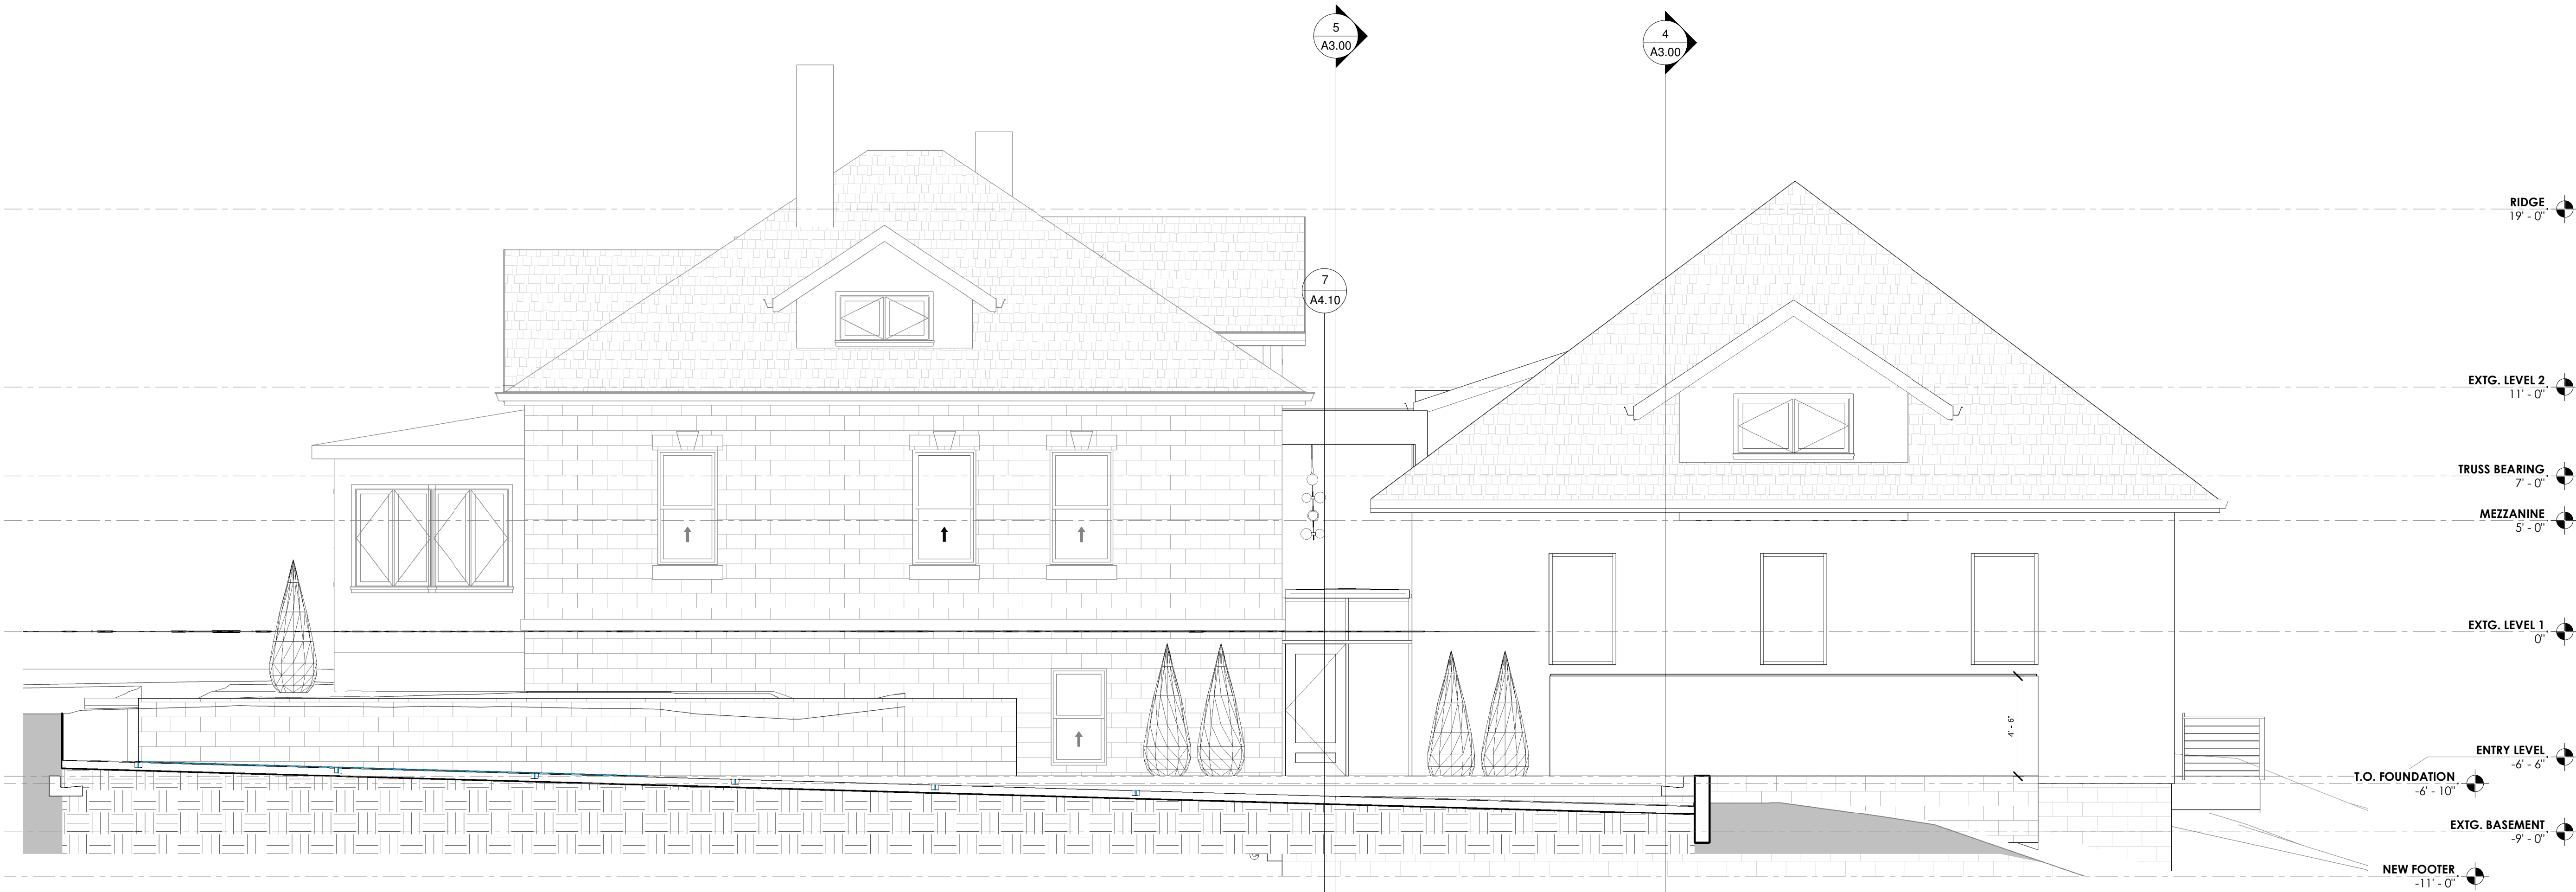 5
A3.00
4
A3.00
7
A4.10
RIDGE
19' - 0"
EXTG. LEVEL 2
11' - 0"
TRUSS BEARING
7' - 0"
MEZZANINE
5' - 0"
EXTG. LEVEL 1
0"
4' - 6"
ENTRY LEVEL
-6' - 6"
T.O. FOUNDATION
-6' - 10"
EXTG. BASEMENT
-9' - 0"
NEW FOOTER
-11' - 0"